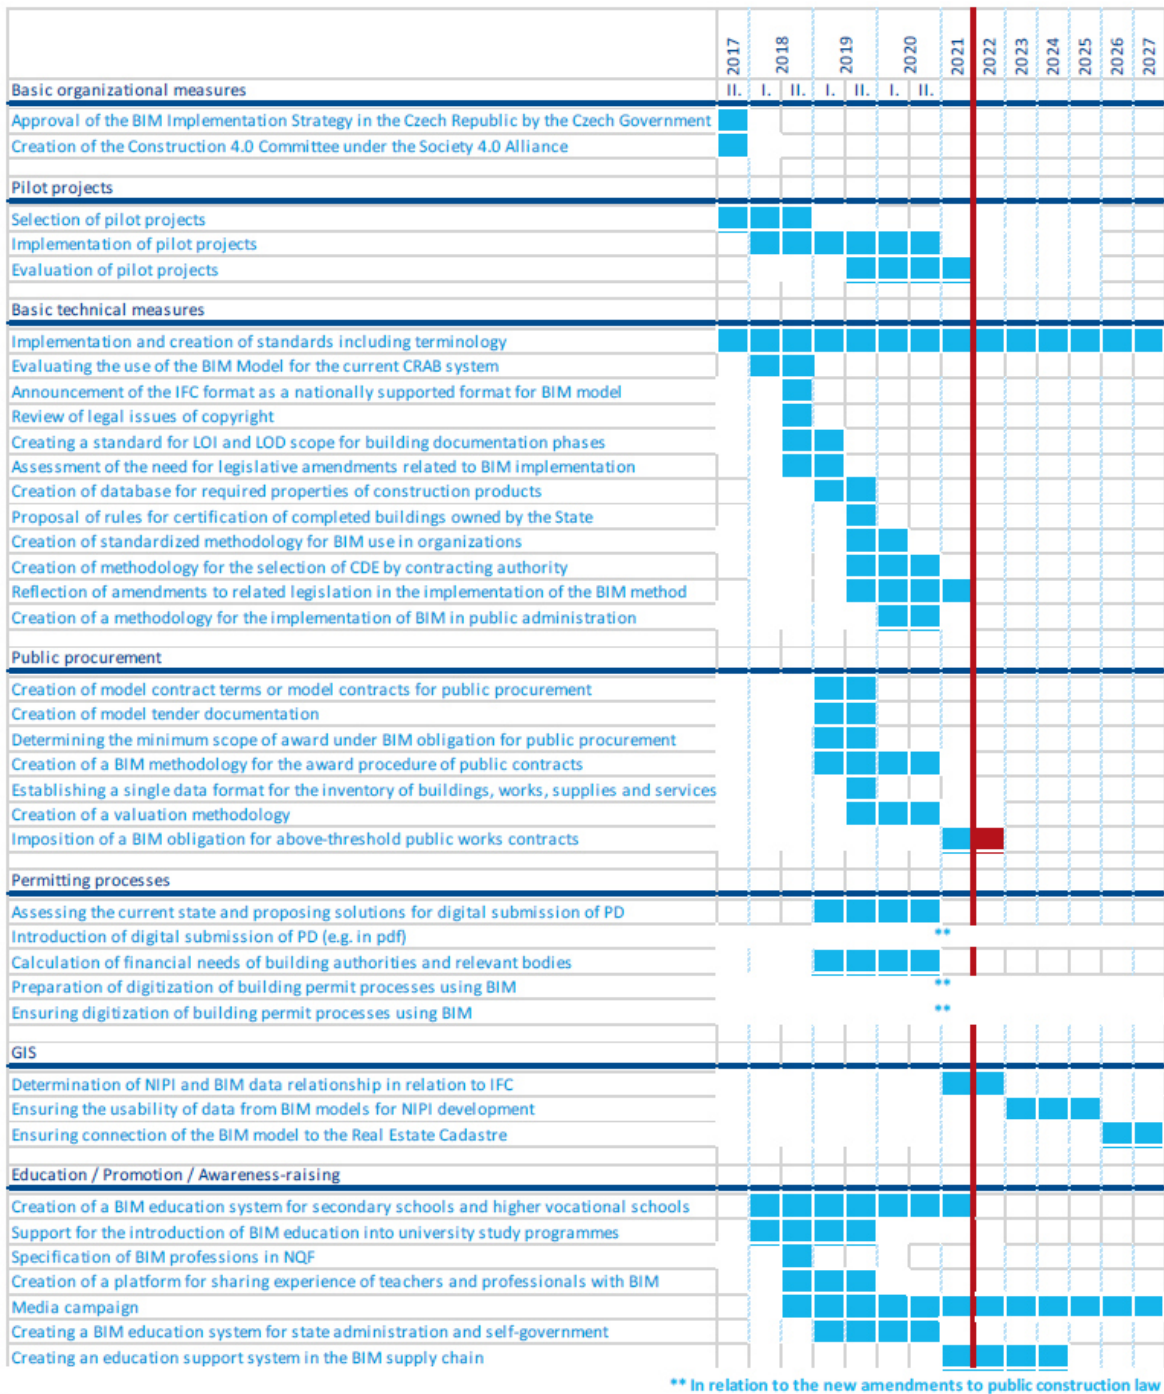 2017 2018 2019 2020 2021 2022 2023 2024 2025 2026 2027
Basic organizational measures II. I. II. I. II. I. II.
Approval of the BIM Implementation Strategy in the Czech Republic by the Czech Government
Creation of the Construction 4.0 Committee under the Society 4.0 Alliance
Pilot projects
Selection of pilot projects
Implementation of pilot projects
Evaluation of pilot projects
Basic technical measures
Implementation and creation of standards including terminology
Evaluating the use of the BIM Model for the current CRAB system
Announcement of the IFC format as a nationally supported format for BIM model
Review of legal issues of copyright
Creating a standard for LOI and LOD scope for building documentation phases
Assessment of the need for legislative amendments related to BIM implementation
Creation of database for required properties of construction products
Proposal of rules for certification of completed buildings owned by the State
Creation of standardized methodology for BIM use in organizations
Creation of methodology for the selection of CDE by contracting authority
Reflection of amendments to related legislation in the implementation of the BIM method
Creation of a methodology for the implementation of BIM in public administration
Public procurement
Creation of model contract terms or model contracts for public procurement
Creation of model tender documentation
Determining the minimum scope of award under BIM obligation for public procurement
Creation of a BIM methodology for the award procedure of public contracts
Establishing a single data format for the inventory of buildings, works, supplies and services
Creation of a valuation methodology
Imposition of a BIM obligation for above-threshold public works contracts
Permitting processes
Assessing the current state and proposing solutions for digital submission of PD
Introduction of digital submission of PD (e.g. in pdf) **
Calculation of financial needs of building authorities and relevant bodies
Preparation of digitization of building permit processes using BIM **
Ensuring digitization of building permit processes using BIM **
GIS
Determination of NIPI and BIM data relationship in relation to IFC
Ensuring the usability of data from BIM models for NIPI development
Ensuring connection of the BIM model to the Real Estate Cadastre
Education / Promotion / Awareness-raising
Creation of a BIM education system for secondary schools and higher vocational schools
Support for the introduction of BIM education into university study programmes
Specification of BIM professions in NQF
Creation of a platform for sharing experience of teachers and professionals with BIM
Media campaign
Creating a BIM education system for state administration and self-government
Creating an education support system in the BIM supply chain
** In relation to the new amendments to public construction law